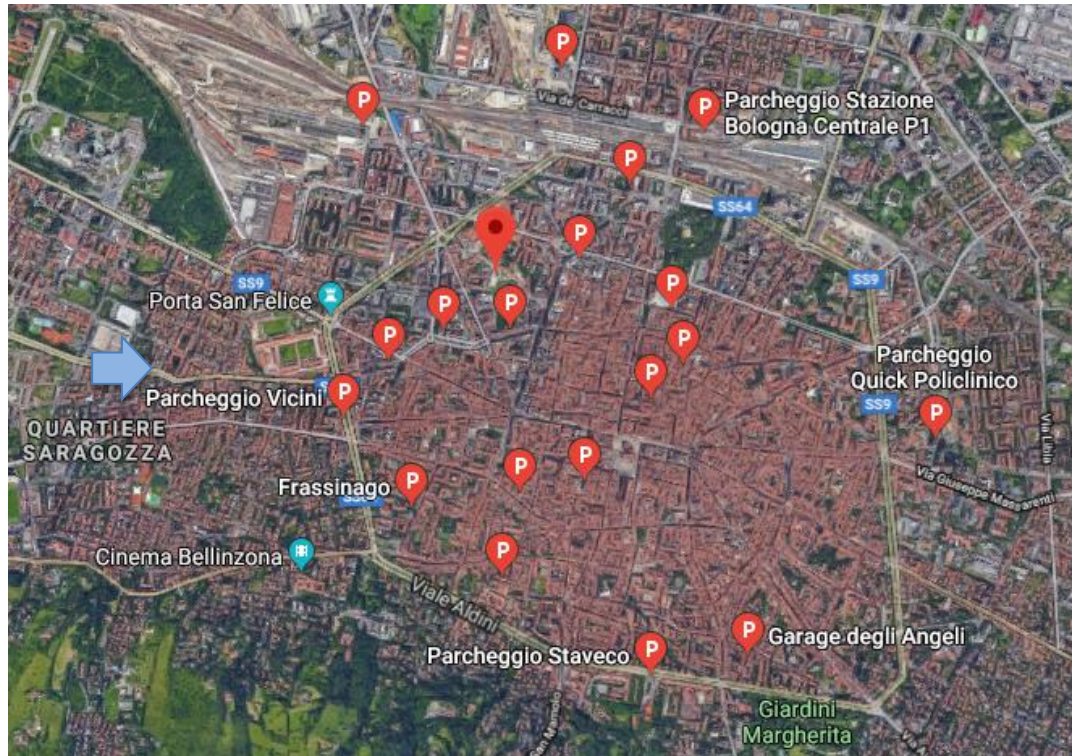 P
Via de' Carracci
P
P
Parcheggio Stazione
Bologna Centrale P1
P
SS64
P
SS9
SS9
P
Porta San Felice
P
P
P
P
Parcheggio
Quick Policlinico
P
Parcheggio Vicini
P
SS9
P
Via Libia
QUARTIERE
SARAGOZZA
P
P
Via Giuseppe Massarenti
Frassinago
P
Cinema Bellinzona
P
Viale Aldini
P
Garage degli Angeli
Parcheggio Staveco
P
Giardini
Margherita